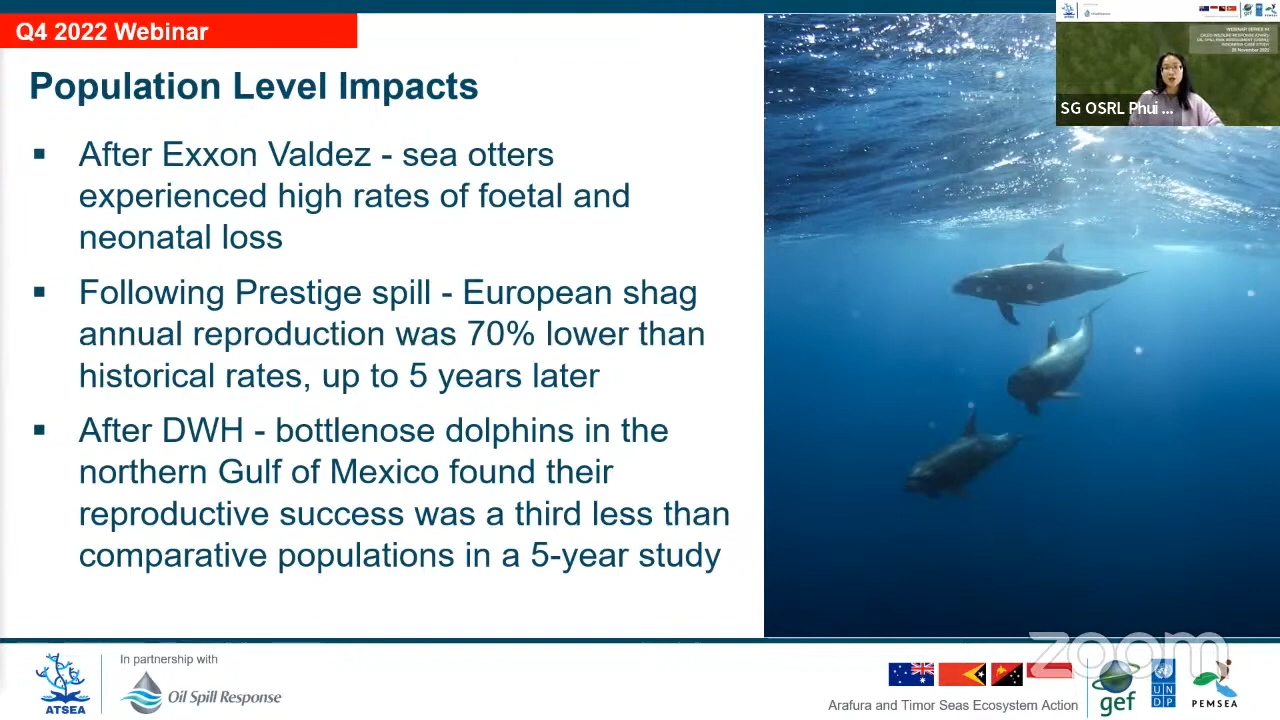 Q4 2022 Webinar
Population Level Impacts
▪ After Exxon Valdez - sea otters
experienced high rates of foetal and
neonatal loss
▪ Following Prestige spill - European shag
annual reproduction was 70% lower than
historical rates, up to 5 years later
▪ After DWH - bottlenose dolphins in the
northern Gulf of Mexico found their
reproductive success was a third less than
comparative populations in a 5-year study
SG OSRL Phui ...
zoom
In partnership with
ATSEA
Oil Spill Response
Arafura and Timor Seas Ecosystem Action
gef
U N
D P
PEMSEA